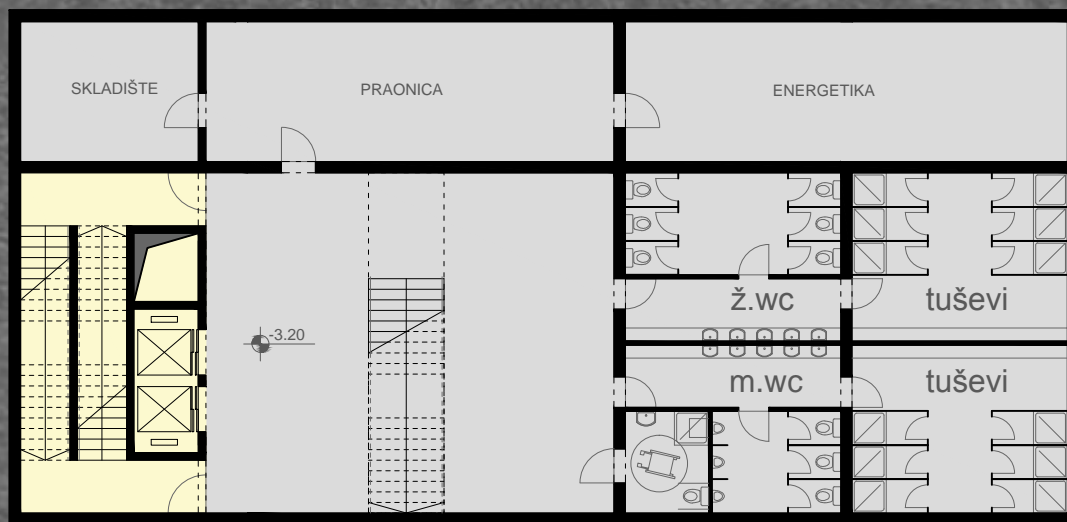 SKLADIŠTE
PRAONICA
ENERGETIKA
ž.wc
tuševi
-3.20
m.wc
tuševi